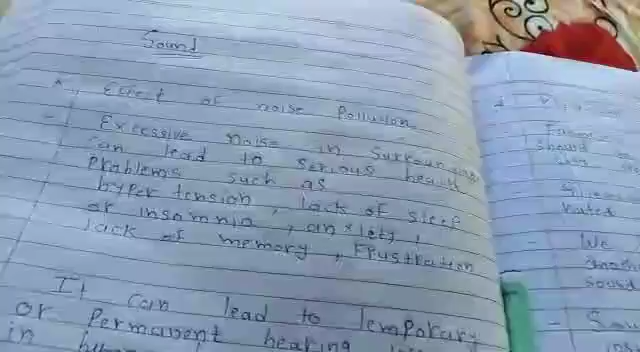 Sound
* Effect of noise Pollution
- Excessive noise in surroundings
can lead to serious health
Problems such as
hyper tension, lack of sleep
or insomnia, anxiety,
lack of memory, Frustration
It can lead to temporary
or permanent hearing
in
should
We
Sound